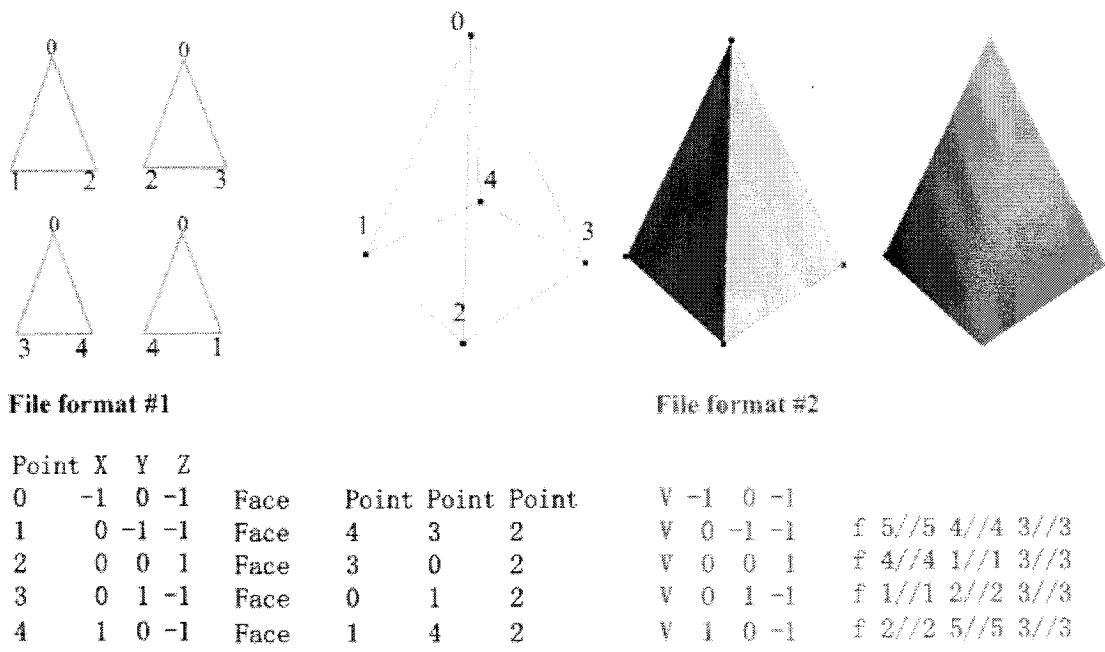 0
0
0
1 2
2 3
4
1
3
0
0
2
3 4
4 1
File format #1
File format #2
Point X Y Z
0 -1 0 -1 Face Point Point Point V -1 0 -1
1 0 -1 -1 Face 4 3 2 V 0 -1 -1 f 5//5 4//4 3//3
2 0 0 1 Face 3 0 2 V 0 0 1 f 4//4 1//1 3//3
3 0 1 -1 Face 0 1 2 V 0 1 -1 f 1//1 2//2 3//3
4 1 0 -1 Face 1 4 2 V 1 0 -1 f 2//2 5//5 3//3